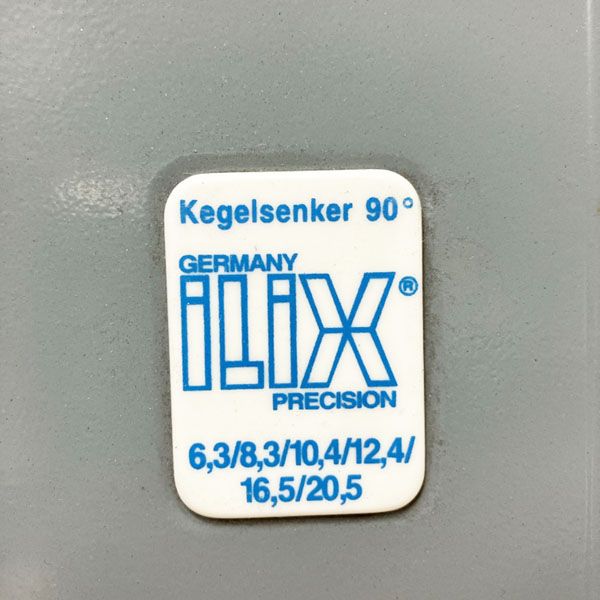 Kegelsenker 90°
GERMANY
ilix®
PRECISION
6,3/8,3/10,4/12,4/
16,5/20,5